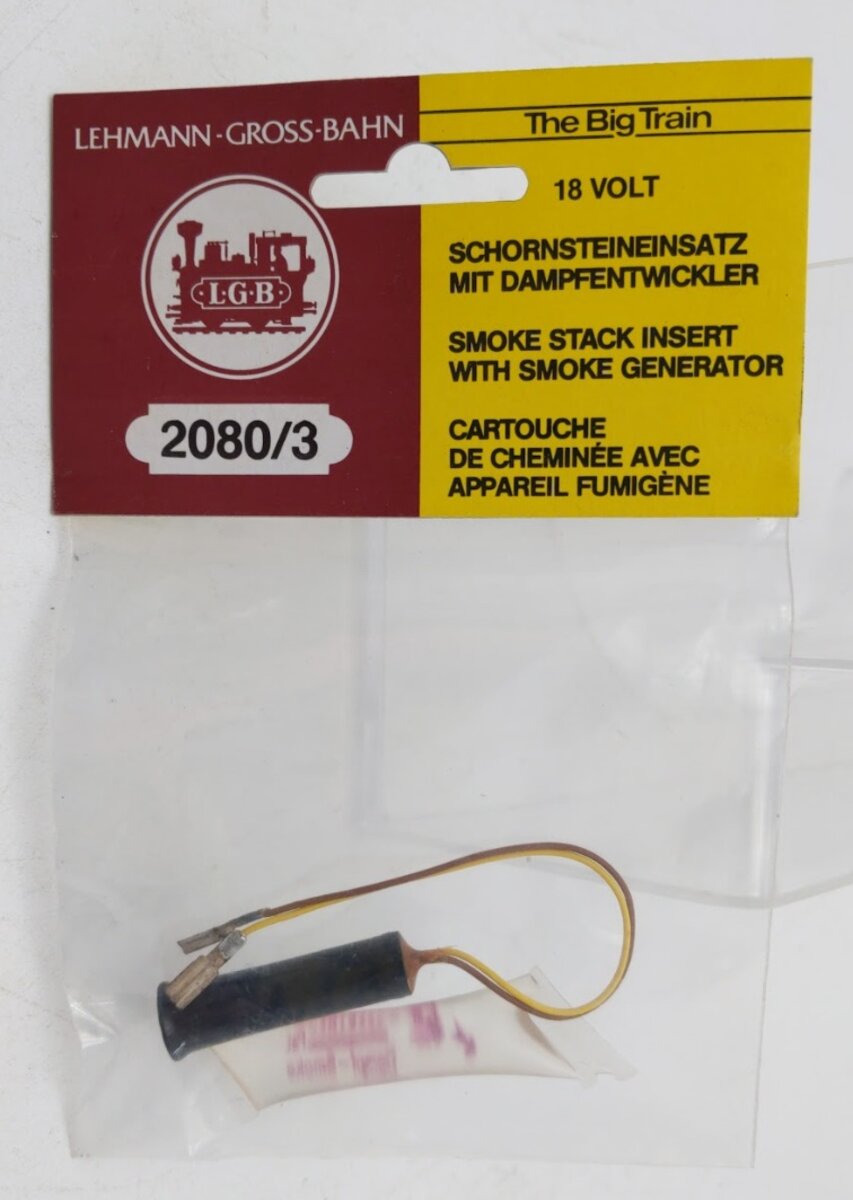 LEHMANN-GROSS-BAHN
L·G·B
2080/3
The Big Train
18 VOLT
SCHORNSTEINEINSATZ
MIT DAMPFENTWICKLER
SMOKE STACK INSERT
WITH SMOKE GENERATOR
CARTOUCHE
DE CHEMINÉE AVEC
APPAREIL FUMIGÈNE